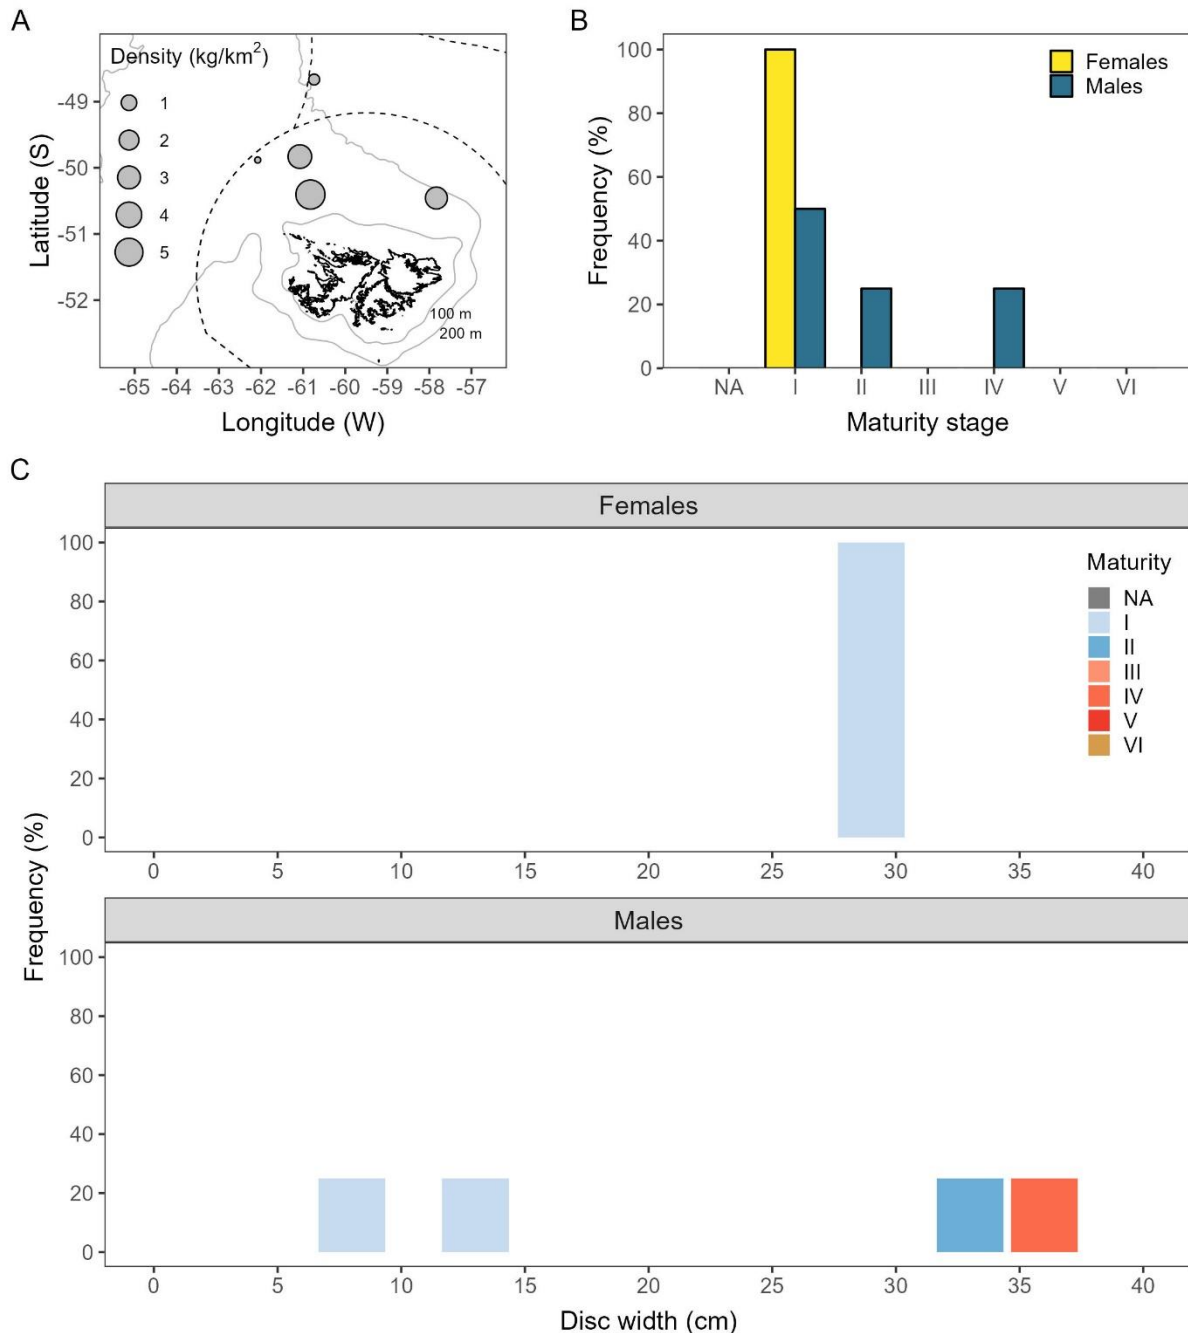 A
Density (kg/km2)
1
2
3
4
5
-49
-50
-51
-52
Latitude (S)
100 m
200 m
-65 -64 -62 -61 -60 -59 -58 -57
Longitude (W)
B
Females
Males
100
80
60
40
20
0
Frequency (%)
NA I II III IV V VI
Maturity stage
C
Females
Maturity
NA
I
II
III
IV
V
VI
100
80
60
40
20
0
0 5 10 15 20 25 30 35 40
Frequency (%)
Males
100
80
60
40
20
0
0 5 10 15 20 25 30 35 40
Disc width (cm)